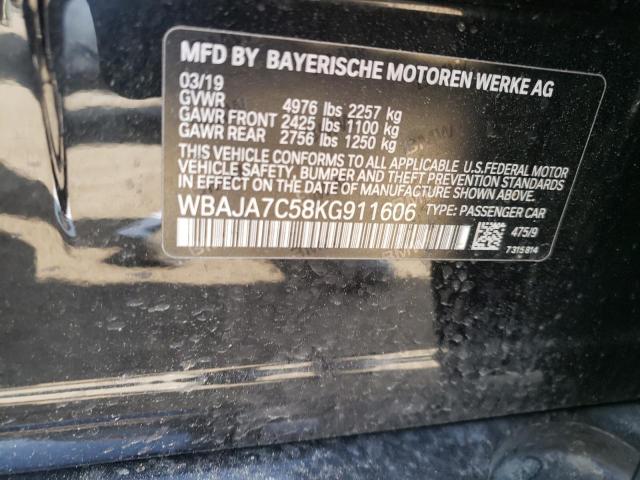 MFD BY BAYERISCHE MOTOREN WERKE AG
03/19
GVWR 4976 lbs 2257 kg
GAWR FRONT 2425 lbs 1100 kg
GAWR REAR 2756 lbs 1250 kg
THIS VEHICLE CONFORMS TO ALL APPLICABLE U.S.FEDERAL MOTOR
VEHICLE SAFETY, BUMPER AND THEFT PREVENTION STANDARDS IN
EFFECT ON THE DATE OF MANUFACTURE SHOWN ABOVE.
WBAJA7C58KG911606 TYPE: PASSENGER CAR
475/9
7315814